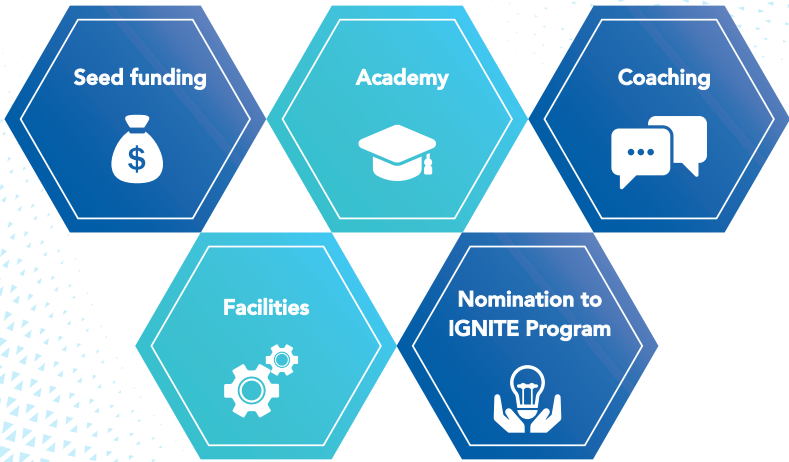 Seed funding
Academy
Coaching
$
Facilities
Nomination to
IGNITE Program